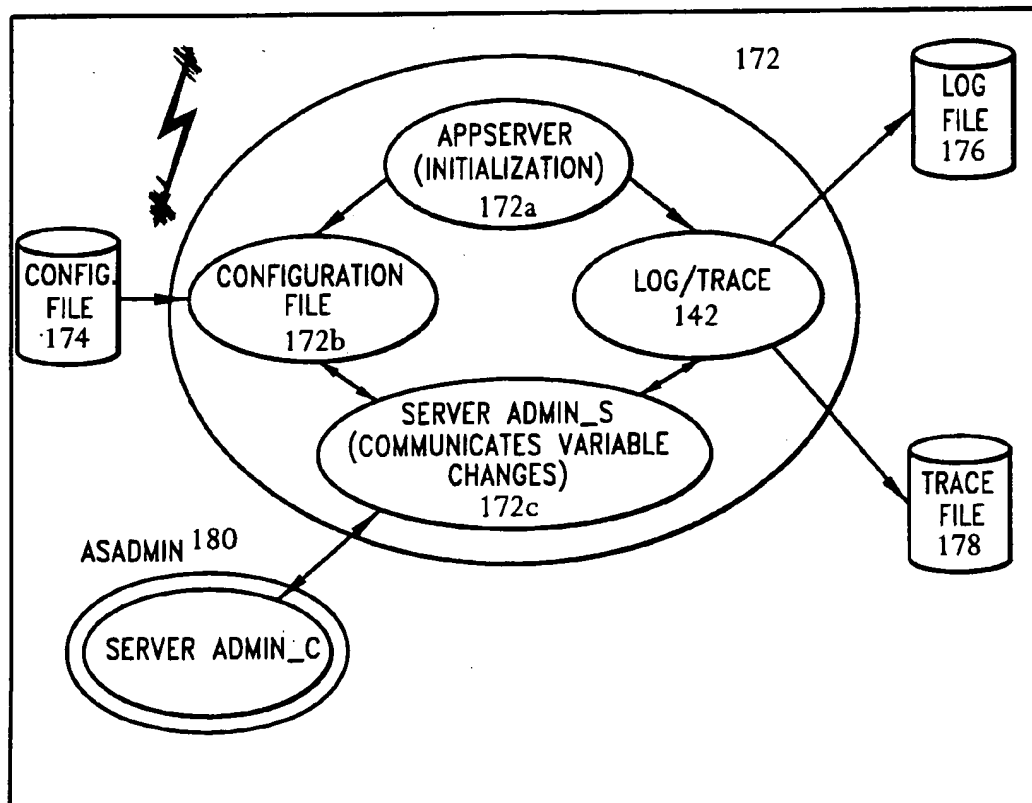 172
LOG
FILE
176
APPSERVER
(INITIALIZATION)
172a
CONFIG.
FILE
174
CONFIGURATION
FILE
172b
LOG/TRACE
142
SERVER ADMIN_S
(COMMUNICATES VARIABLE
CHANGES)
172c
TRACE
FILE
178
ASADMIN 180
SERVER ADMIN_C